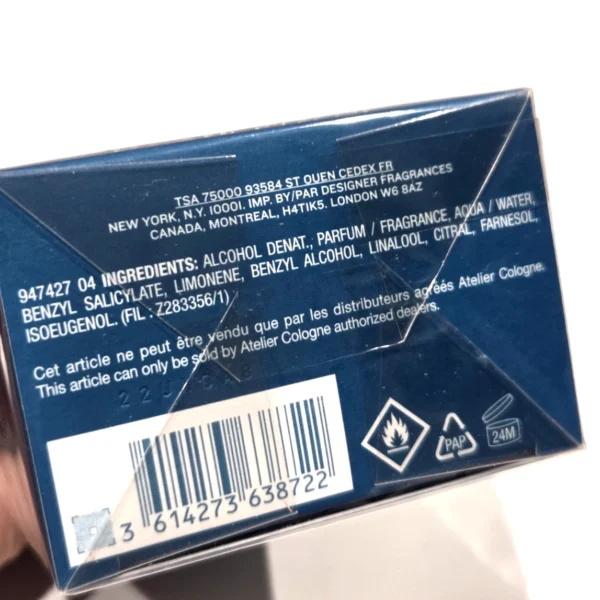 TSA 75000 93584 ST OUEN CEDEX FR
NEW YORK, N.Y. 10001. IMP. BY/PAR DESIGNER FRAGRANCES
CANADA, MONTREAL, H4TIK5. LONDON W6 8AZ
947427 04 INGREDIENTS: ALCOHOL DENAT., PARFUM / FRAGRANCE, AQUA / WATER,
BENZYL SALICYLATE, LIMONENE, BENZYL ALCOHOL, LINALOOL, CITRAL, FARNESOL,
ISOEUGENOL. (FIL : Z283356/1)
Cet article ne peut être vendu que par les distributeurs agréés Atelier Cologne.
This article can only be sold by Atelier Cologne authorized dealers.
PAP
24M
3 614273 638722